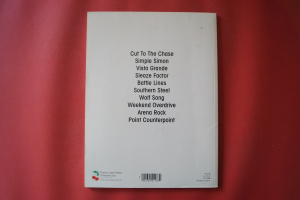 Cut To The Chase
Simple Simon
Vista Grande
Sleaze Factor
Battle Lines
Southern Steel
Wolf Song
Weekend Overdrive
Arena Rock
Point Counterpoint